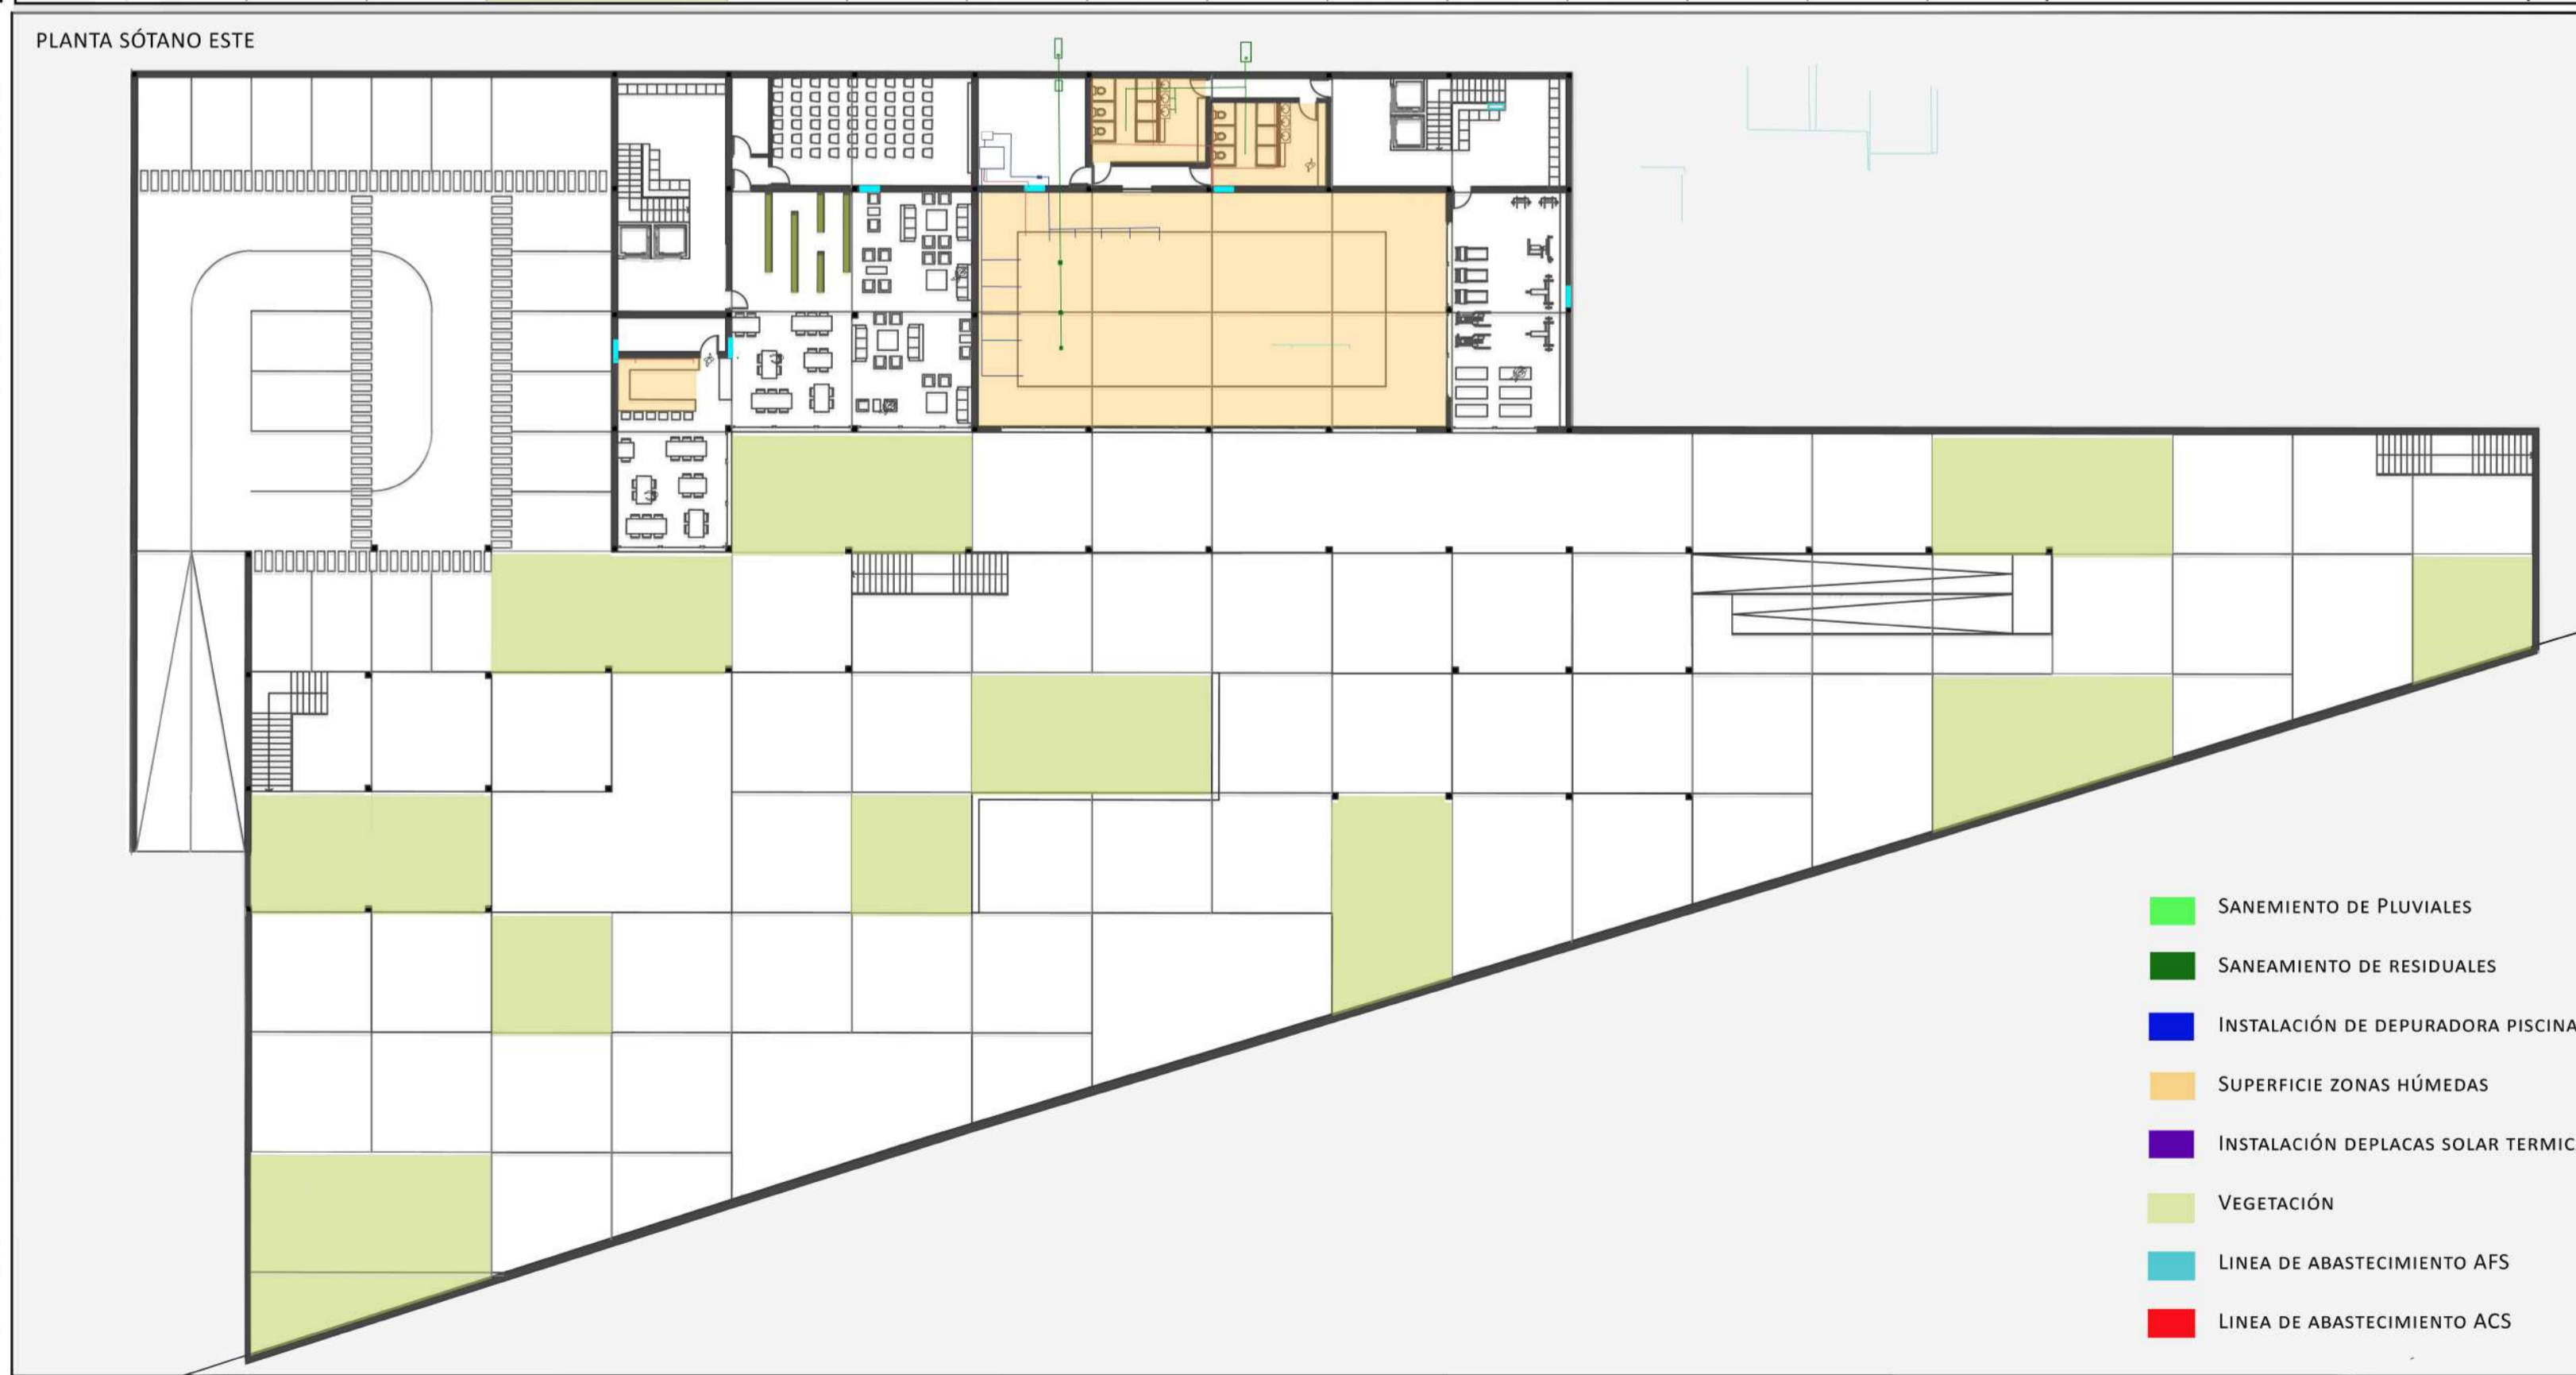 PLANTA SÓTANO ESTE
SANEMIENTO DE PLUVIALES
SANEAMIENTO DE RESIDUALES
INSTALACIÓN DE DEPURADORA PISCINA
SUPERFICIE ZONAS HÚMEDAS
INSTALACIÓN DEPLACAS SOLAR TERMIC
VEGETACIÓN
LINEA DE ABASTECIMIENTO AFS
LINEA DE ABASTECIMIENTO ACS